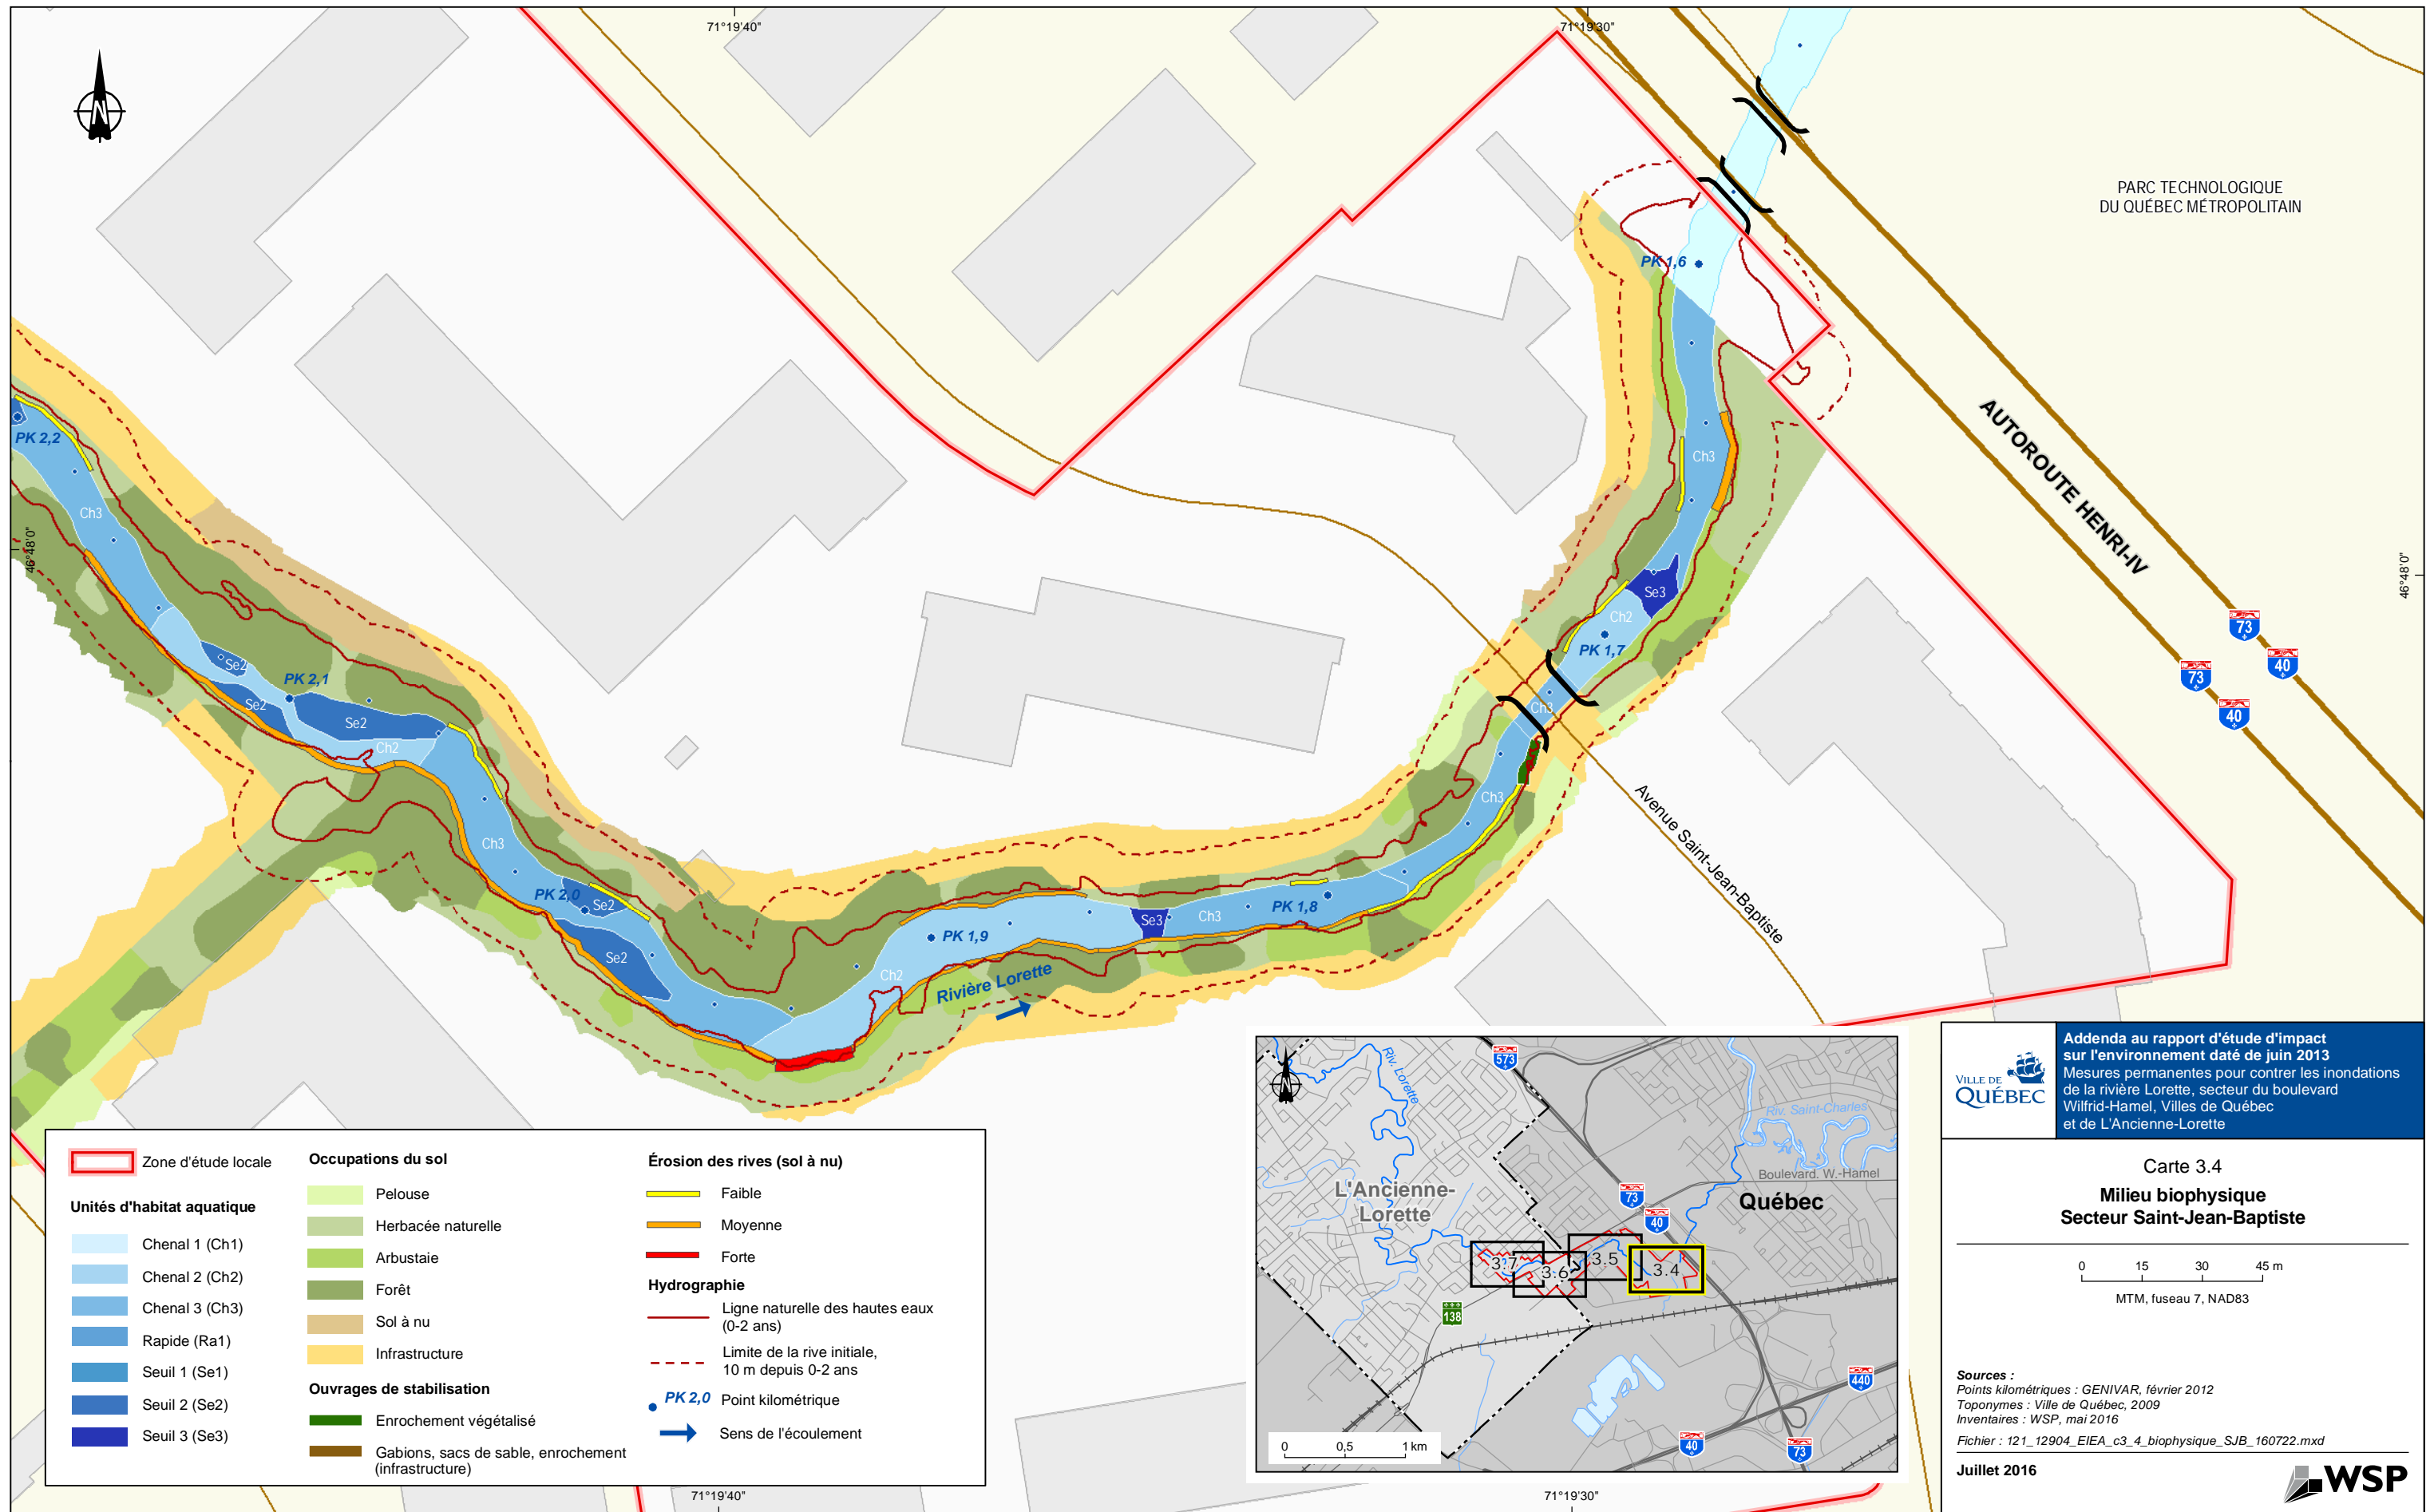 71°19'40"
71°19'30"
N
PARC TECHNOLOGIQUE
DU QUÉBEC MÉTROPOLITAIN
PK 1,6
AUTOROUTE HENRI-IV
PK 2,2
Ch3
Ch3
46°48'0"
46°48'0"
Se3
Ch2
PK 1,7
73
40
73
40
Se2
PK 2,1
Se2
Se2
Ch2
Ch3
Ch3
Avenue Saint-Jean-Baptiste
Ch3
PK 2,0
Se2
Se3
Ch3
PK 1,8
PK 1,9
Se2
Ch2
Rivière Lorette
Zone d'étude locale
Unités d'habitat aquatique
Chenal 1 (Ch1)
Chenal 2 (Ch2)
Chenal 3 (Ch3)
Rapide (Ra1)
Seuil 1 (Se1)
Seuil 2 (Se2)
Seuil 3 (Se3)
Occupations du sol
Pelouse
Herbacée naturelle
Arbustaie
Forêt
Sol à nu
Infrastructure
Ouvrages de stabilisation
Enrochement végétalisé
Gabions, sacs de sable, enrochement
(infrastructure)
Érosion des rives (sol à nu)
Faible
Moyenne
Forte
Hydrographie
Ligne naturelle des hautes eaux
(0-2 ans)
Limite de la rive initiale,
10 m depuis 0-2 ans
PK 2,0 Point kilométrique
Sens de l'écoulement
71°19'40"
71°19'30"
573
Riv. Lorette
Riv. Saint-Charles
Boulevard. W.-Hamel
L'Ancienne-
Lorette
Québec
73
40
3.7
3.6
3.5
3.4
138
440
40
73
0 0,5 1 km
VILLE DE
QUÉBEC
Addenda au rapport d'étude d'impact
sur l'environnement daté de juin 2013
Mesures permanentes pour contrer les inondations
de la rivière Lorette, secteur du boulevard
Wilfrid-Hamel, Villes de Québec
et de L'Ancienne-Lorette
Carte 3.4
Milieu biophysique
Secteur Saint-Jean-Baptiste
0 15 30 45 m
MTM, fuseau 7, NAD83
Sources :
Points kilométriques : GENIVAR, février 2012
Toponymes : Ville de Québec, 2009
Inventaires : WSP, mai 2016
Fichier : 121_12904_EIEA_c3_4_biophysique_SJB_160722.mxd
Juillet 2016
WSP